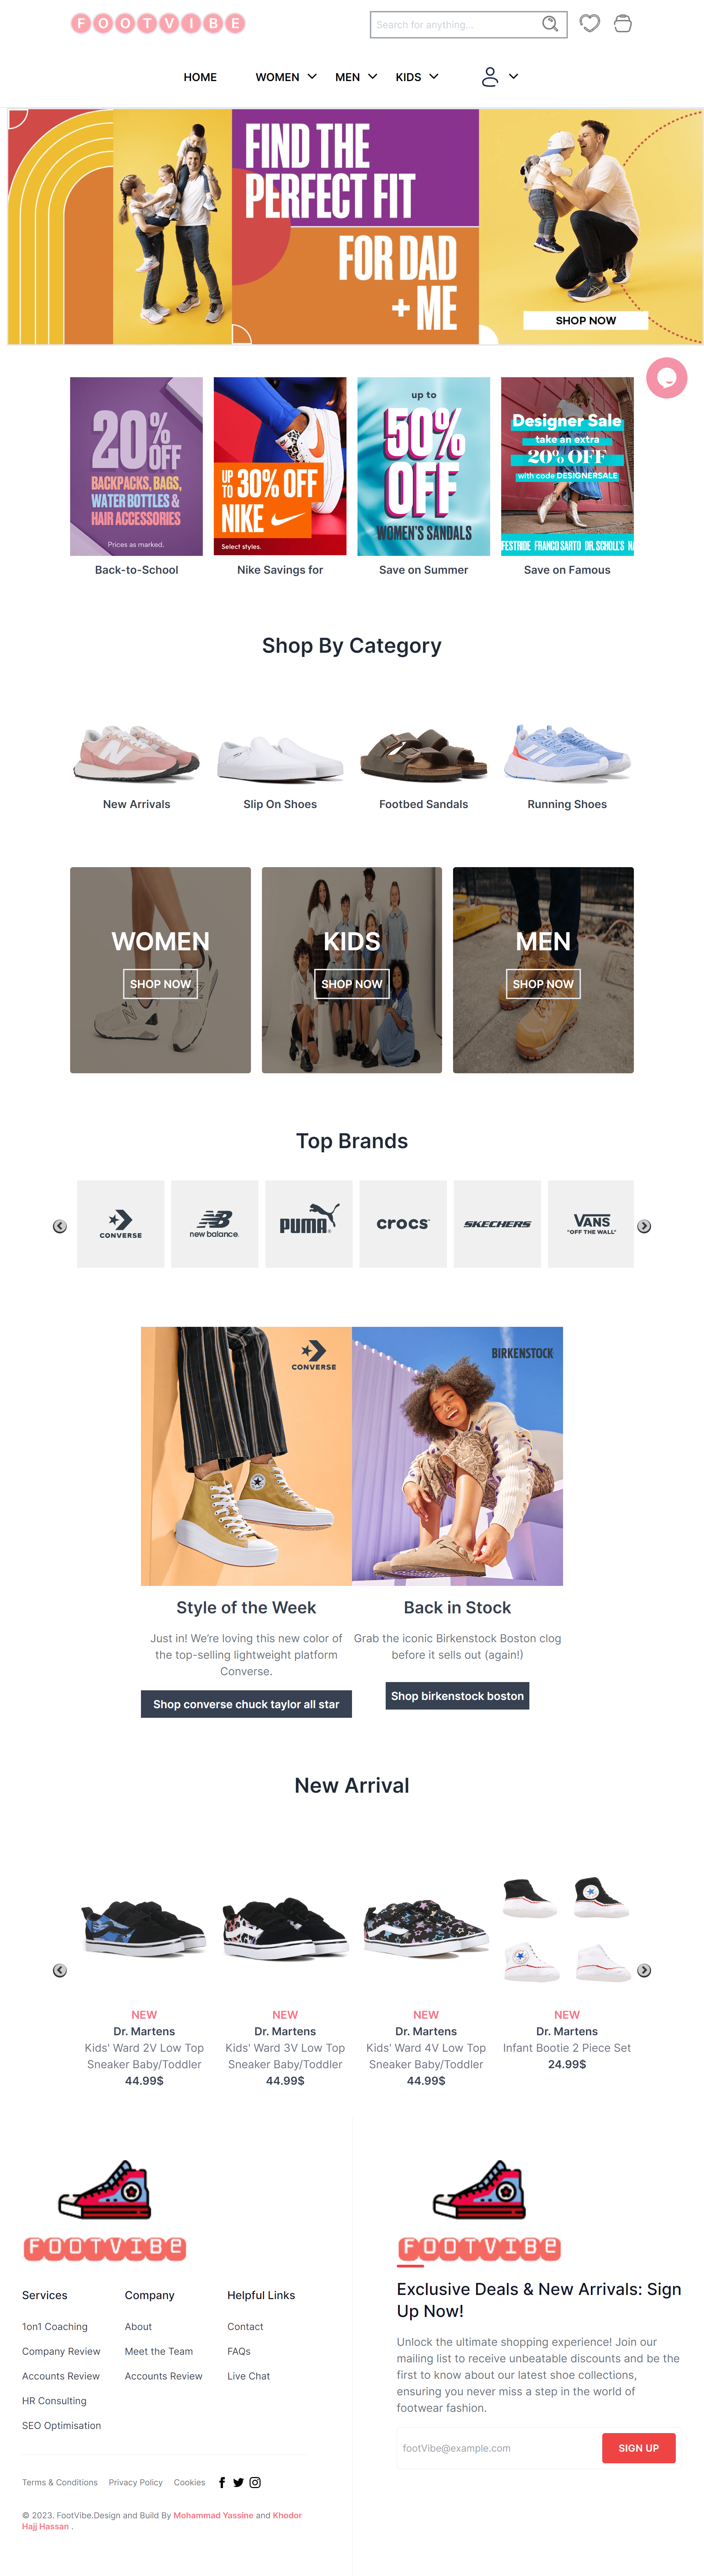 FOOTVIBE
Search for anything...
HOME WOMEN MEN KIDS
FIND THE
PERFECT FIT
FOR DAD
+ ME
SHOP NOW
20% OFF
BACKPACKS, BAGS,
WATER BOTTLES &
HAIR ACCESSORIES
Prices as marked.
Back-to-School
UP TO 30% OFF
NIKE
Select styles.
Nike Savings for
up to
50%
OFF
WOMEN'S SANDALS
Save on Summer
Designer Sale
take an extra
20% OFF
with code DESIGNERSALE
FESTRIDE FRANCO SARTO DR. SCHOLL'S
Save on Famous
Shop By Category
New Arrivals
Slip On Shoes
Footbed Sandals
Running Shoes
WOMEN
SHOP NOW
KIDS
SHOP NOW
MEN
SHOP NOW
Top Brands
CONVERSE
new balance
PUMA
crocs
SKECHERS
VANS
"OFF THE WALL"
CONVERSE
BIRKENSTOCK
Style of the Week
Just in! We're loving this new color of
the top-selling lightweight platform
Converse.
Shop converse chuck taylor all star
Back in Stock
Grab the iconic Birkenstock Boston clog
before it sells out (again!)
Shop birkenstock boston
New Arrival
NEW
Dr. Martens
Kids' Ward 2V Low Top
Sneaker Baby/Toddler
44.99$
NEW
Dr. Martens
Kids' Ward 3V Low Top
Sneaker Baby/Toddler
44.99$
NEW
Dr. Martens
Kids' Ward 4V Low Top
Sneaker Baby/Toddler
44.99$
NEW
Dr. Martens
Infant Bootie 2 Piece Set
24.99$
FOOTVIBE
Services
1on1 Coaching
Company Review
Accounts Review
HR Consulting
SEO Optimisation
Company
About
Meet the Team
Accounts Review
Helpful Links
Contact
FAQs
Live Chat
Terms & Conditions Privacy Policy Cookies
© 2023. FootVibe.Design and Build By Mohammad Yassine and Khodor
Hajj Hassan .
FOOTVIBE
Exclusive Deals & New Arrivals: Sign
Up Now!
Unlock the ultimate shopping experience! Join our
mailing list to receive unbeatable discounts and be the
first to know about our latest shoe collections,
ensuring you never miss a step in the world of
footwear fashion.
footVibe@example.com
SIGN UP